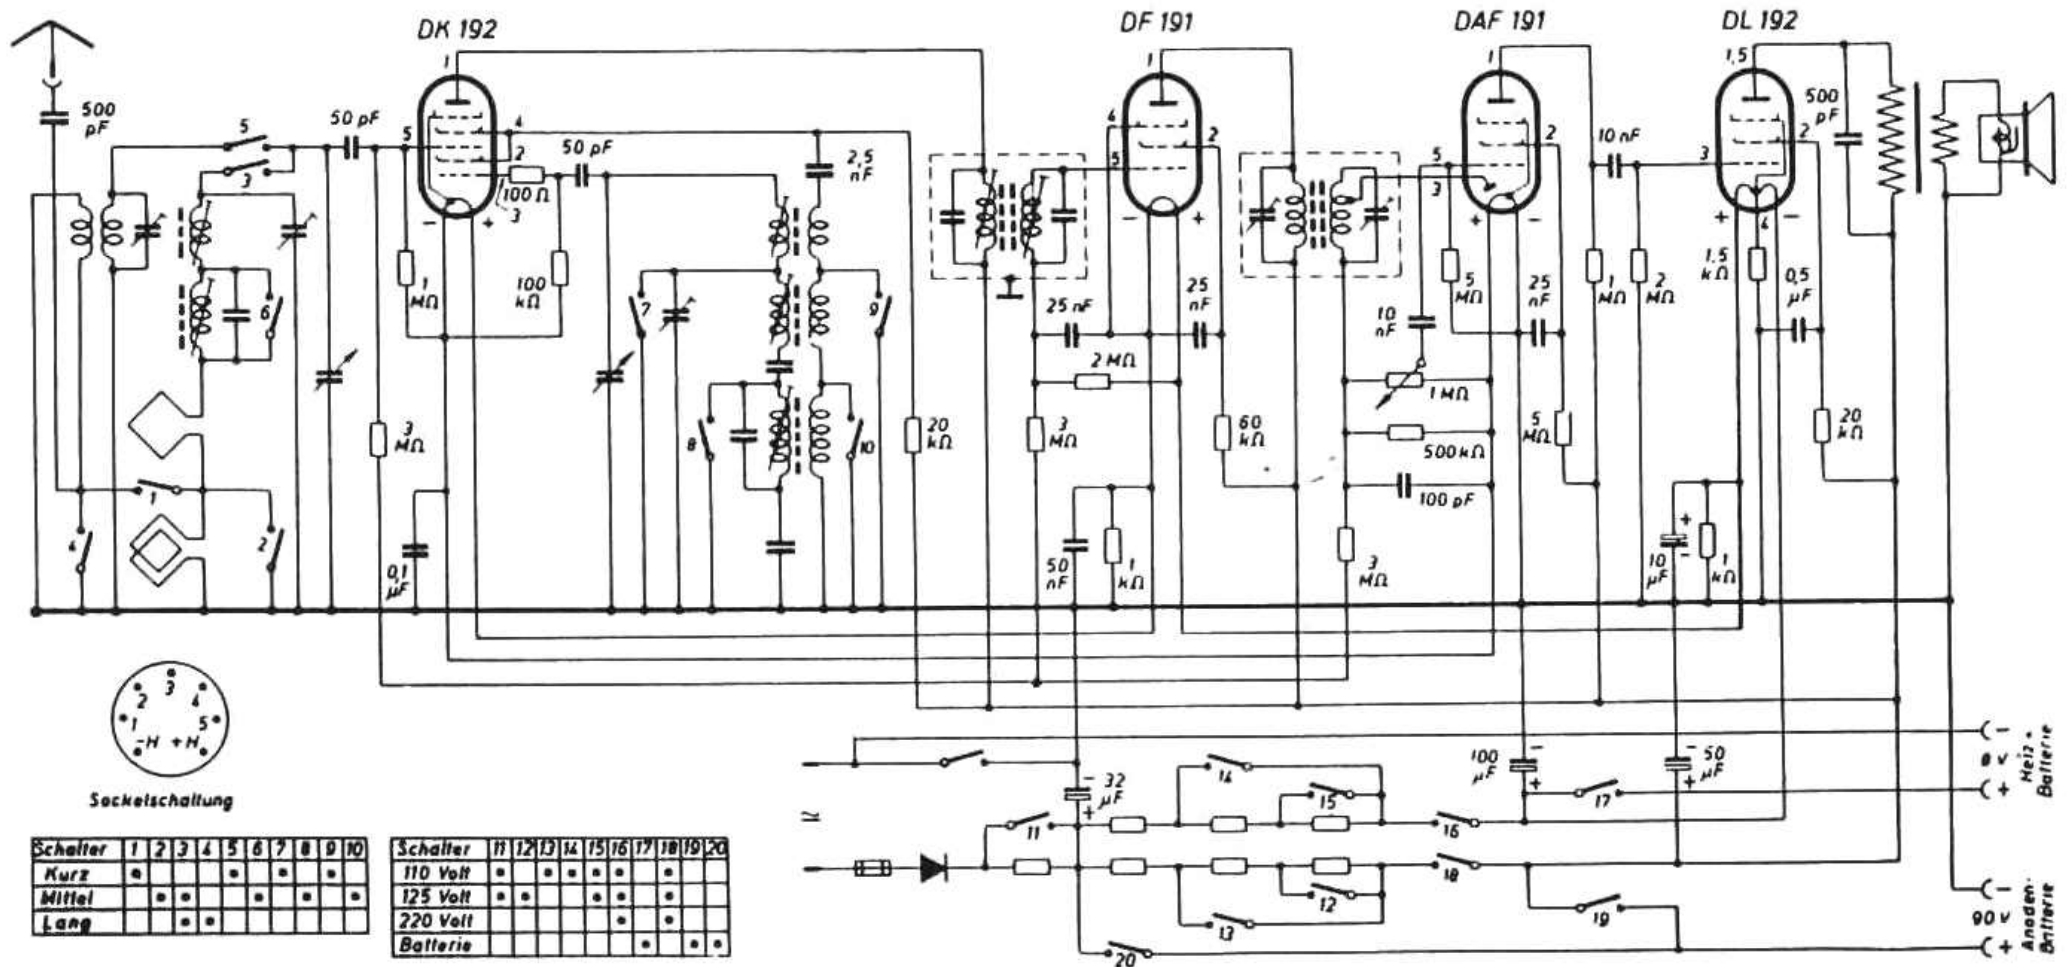 DK 192
DF 191
DAF 191
DL 192
500 pF
5
3
50 pF
1
5
4
2
3
100 Ω
50 pF
2,5 nF
- +
1 MΩ
100 kΩ
6
3 MΩ
1
4
2
0,1 µF
7
8
9
10
20 kΩ
1
4
2
5
- +
25 nF
25 nF
2 MΩ
3 MΩ
60 kΩ
50 nF
1 kΩ
1
2
5
3
+ -
10 nF
5 MΩ
25 nF
10 nF
1 MΩ
500 kΩ
100 pF
5 MΩ
3 MΩ
1 MΩ
2 MΩ
1,5
2
3
4
+ -
500 pF
1,5 kΩ
0,5 µF
20 kΩ
+
-
10 µF
1 kΩ
1
2
3
4
5
-H +H
Sockelschaltung
- 32 µF +
11
14
15
16
12
13
18
17
19
20
100 µF - +
- 50 µF +
-
+
Heiz-Batterie
-
90 V
+
Anoden-Batterie
Schalter 1 2 3 4 5 6 7 8 9 10
Kurz
Mittel
Lang
Schalter 11 12 13 14 15 16 17 18 19 20
110 Volt
125 Volt
220 Volt
Batterie